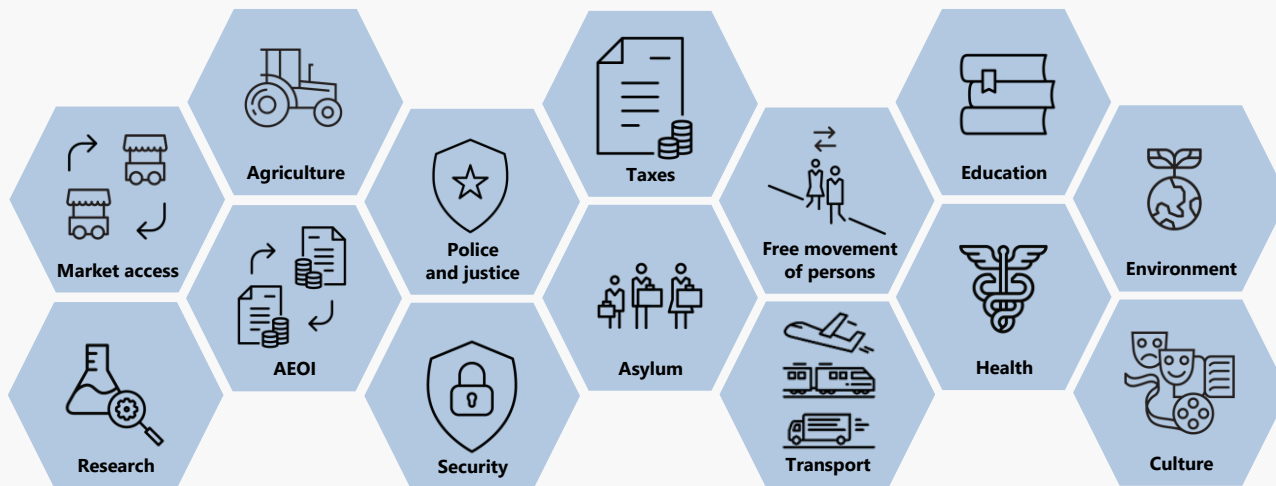 Agriculture
Taxes
Education
Market access
Police
and justice
Free movement
of persons
Environment
AEOI
Asylum
Health
Research
Security
Transport
Culture